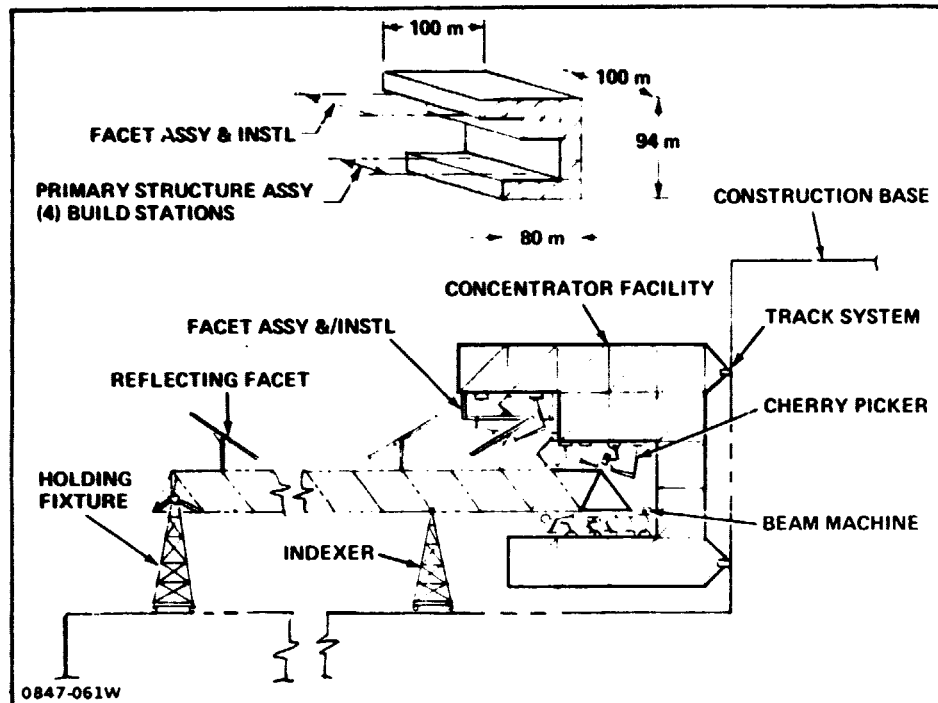 100 m
100 m
FACET ASSY & INSTL
94 m
PRIMARY STRUCTURE ASSY
(4) BUILD STATIONS
CONSTRUCTION BASE
80 m
CONCENTRATOR FACILITY
FACET ASSY &/INSTL
TRACK SYSTEM
REFLECTING FACET
CHERRY PICKER
HOLDING
FIXTURE
BEAM MACHINE
INDEXER
0847-061W